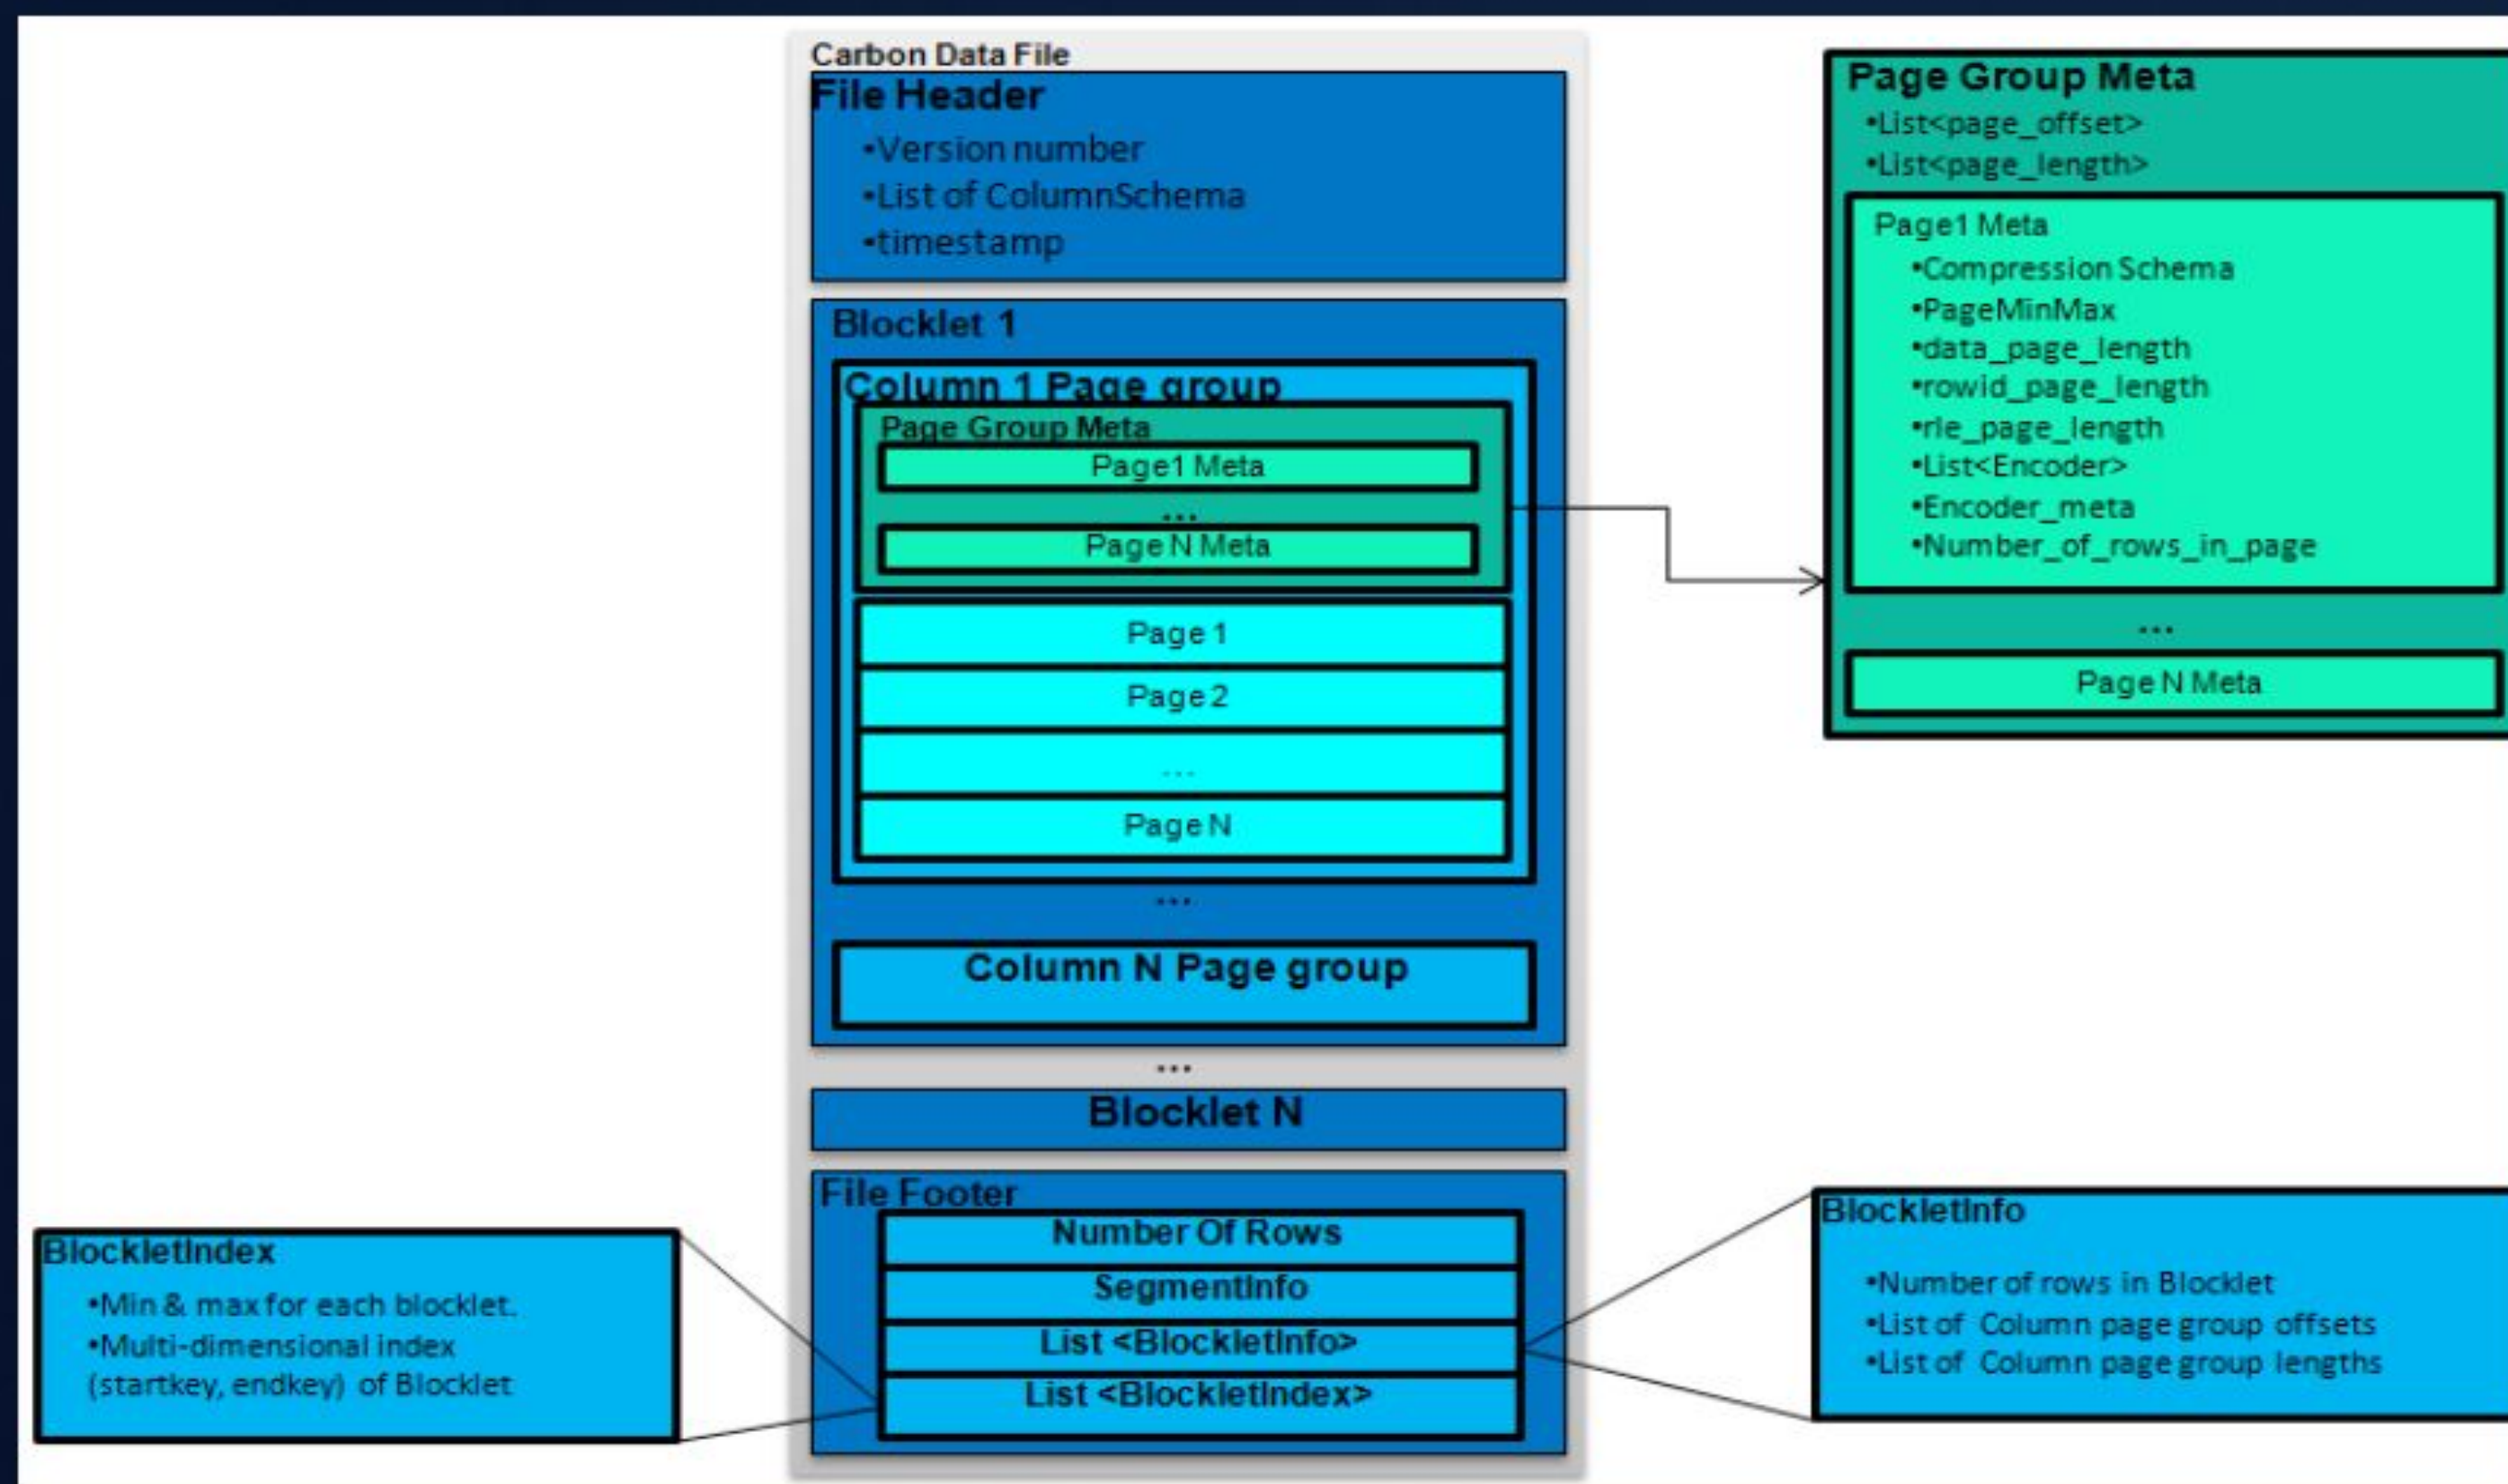 Carbon Data File
File Header
•Version number
•List of ColumnSchema
•timestamp
Blocklet 1
Column 1 Page group
Page Group Meta
Page1 Meta
...
Page N Meta
Page 1
Page 2
...
Page N
...
Column N Page group
...
Blocklet N
File Footer
Number Of Rows
SegmentInfo
List <BlockletInfo>
List <BlockletIndex>
Page Group Meta
•List<page_offset>
•List<page_length>
Page1 Meta
•Compression Schema
•PageMinMax
•data_page_length
•rowid_page_length
•rle_page_length
•List<Encoder>
•Encoder_meta
•Number_of_rows_in_page
...
Page N Meta
BlockletIndex
•Min & max for each blocklet.
•Multi-dimensional index
(startkey, endkey) of Blocklet
BlockletInfo
•Number of rows in Blocklet
•List of Column page group offsets
•List of Column page group lengths